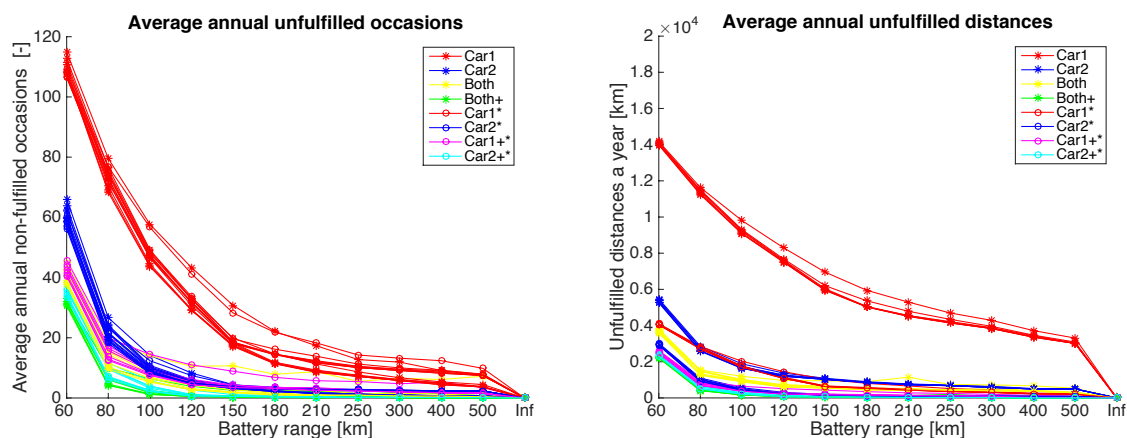 Average annual unfulfilled occasions
Average annual non-fulfilled occasions [-]
120
100
80
60
40
20
0
60 80 100 120 150 180 210 250 300 400 500 Inf
Battery range [km]
Car1
Car2
Both
Both+
Car1*
Car2*
Car1+*
Car2+*
Average annual unfulfilled distances
×10⁴
Unfulfilled distances a year [km]
2
1.8
1.6
1.4
1.2
1
0.8
0.6
0.4
0.2
0
60 80 100 120 150 180 210 250 300 400 500 Inf
Battery range [km]
Car1
Car2
Both
Both+
Car1*
Car2*
Car1+*
Car2+*